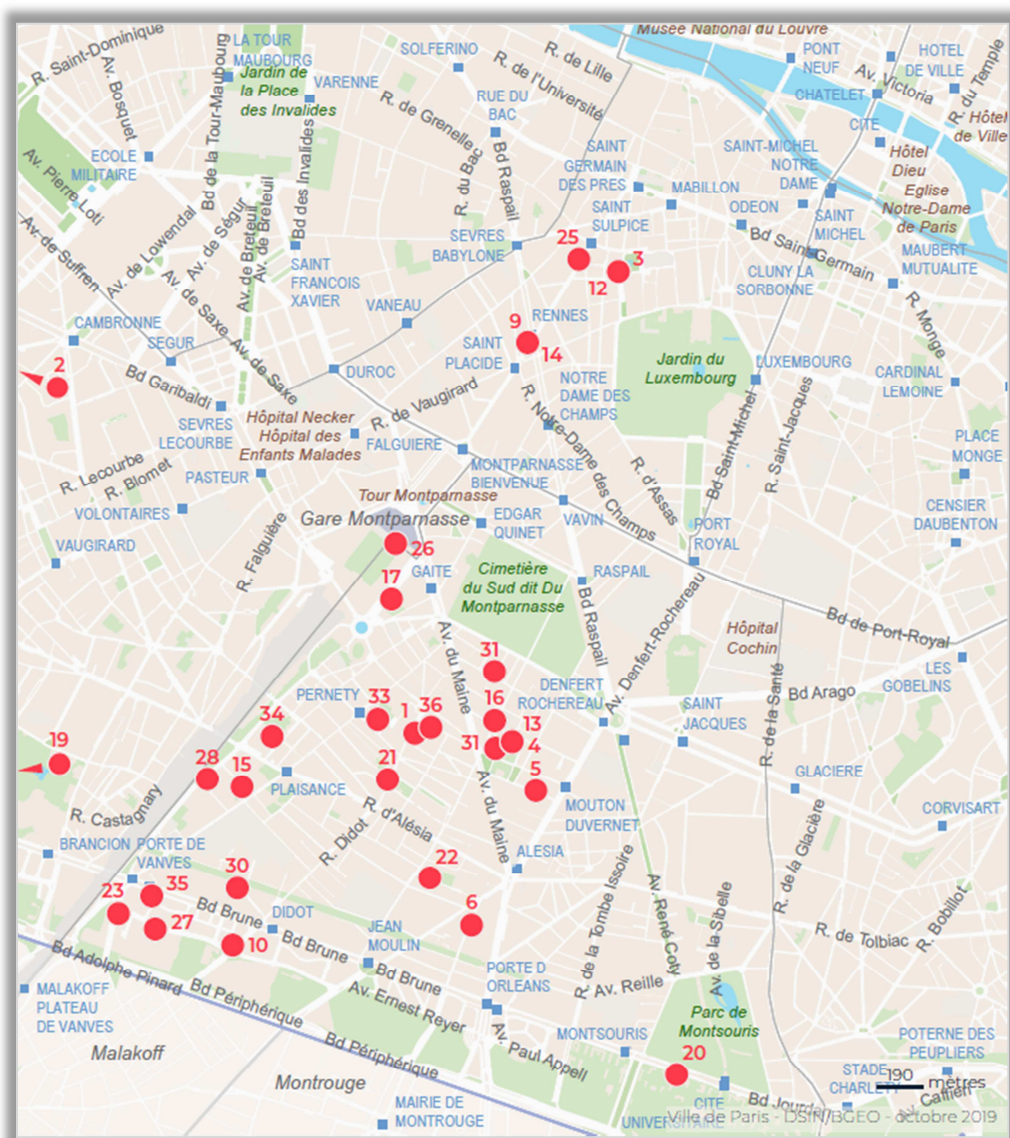 Musée National du Louvre
R. Saint-Dominique
LA TOUR
MAUBOURG
SOLFERINO
R. de Lille
PONT
NEUF
HOTEL
DE VILLE
Av. Bosquet
Bd de la Tour-Maubourg
Jardin de
la Place
des Invalides
VARENNE
R. de l'Université
Av. Victoria
R. du Temple
RUE DU
BAC
R. de Grenelle
CHATELET
Hôtel
de Ville
CITE
ECOLE
MILITAIRE
Bd des Invalides
R. du Bac
Bd Raspail
SAINT
GERMAIN
DES PRES
SAINT-MICHEL
NOTRE
DAME
Hôtel
Dieu
Av. Pierre Loti
MABILLON
Eglise
Notre-Dame
de Paris
Av. de Suffren
Av. de Lowendal
Av. de Ségur
Av. de Breteuil
Av. de Breteuil
SAINT
SULPICE
ODEON
SAINT
MICHEL
Bd Saint-Germain
SEVRES
BABYLONE
25
3
12
CLUNY LA
SORBONNE
MAUBERT
MUTUALITE
SAINT
FRANCOIS
XAVIER
Av. de Saxe
Av. de Saxe
VANEAU
R. Monge
CAMBRONNE
SEGUR
9
RENNES
14
SAINT
PLACIDE
2
Bd Garibaldi
DUROC
Jardin du
Luxembourg
LUXEMBOURG
CARDINAL
LEMOINE
R. de Vaugirard
NOTRE
DAME DES
CHAMPS
SEVRES
LECOURBE
Hôpital Necker
Hôpital des
Enfants Malades
FALGUIERE
R. Notre-Dame des Champs
Bd Saint-Michel
R. Saint-Jacques
PLACE
MONGE
R. Lecourbe
R. Blomet
PASTEUR
MONTPARNASSE
BIENVENUE
R. d'Assas
VOLONTAIRES
Tour Montparnasse
Gare Montparnasse
EDGAR
QUINET
VAVIN
PORT
ROYAL
CENSIER
DAUBENTON
VAUGIRARD
R. Falguière
26
GAITE
Cimetière
du Sud dit Du
Montparnasse
RASPAIL
17
Bd Raspail
Av. Denfert-Rochereau
Bd de Port-Royal
Hôpital
Cochin
Av. du Maine
31
LES
GOBELINS
PERNETY
33
1
36
16
DENFERT
ROCHEREAU
SAINT
JACQUES
R. de la Santé
Bd Arago
34
13
31
4
19
28
15
21
5
PLAISANCE
MOUTON
DUVERNET
GLACIERE
R. Castagnary
R. d'Alésia
Av. du Maine
CORVISART
R. Didot
BRANCION
PORTE DE
VANVES
22
ALESIA
R. de la Tombe Issoire
Av. René Coty
R. de la Glacière
30
35
23
27
Bd Brune
DIDOT
6
Av. de la Sibelle
R. Bobillot
10
Bd Brune
JEAN
MOULIN
R. de Tolbiac
Bd Adolphe Pinard
Bd Brune
PORTE D
ORLEANS
Av. Reille
MALAKOFF
PLATEAU
DE VANVES
Bd Périphérique
Av. Ernest Reyer
Parc de
Montsouris
Malakoff
Bd Périphérique
Av. Paul Appell
MONTSOURIS
POTERNE DES
PEUPLIERS
Montrouge
20
STADE
CHARLETY
190 mètres
CITE
UNIVERSITAIRE
Bd Jourdan
Av. Caffieri
MAIRIE DE
MONTROUGE
Ville de Paris - DSIN/BGEO - octobre 2019